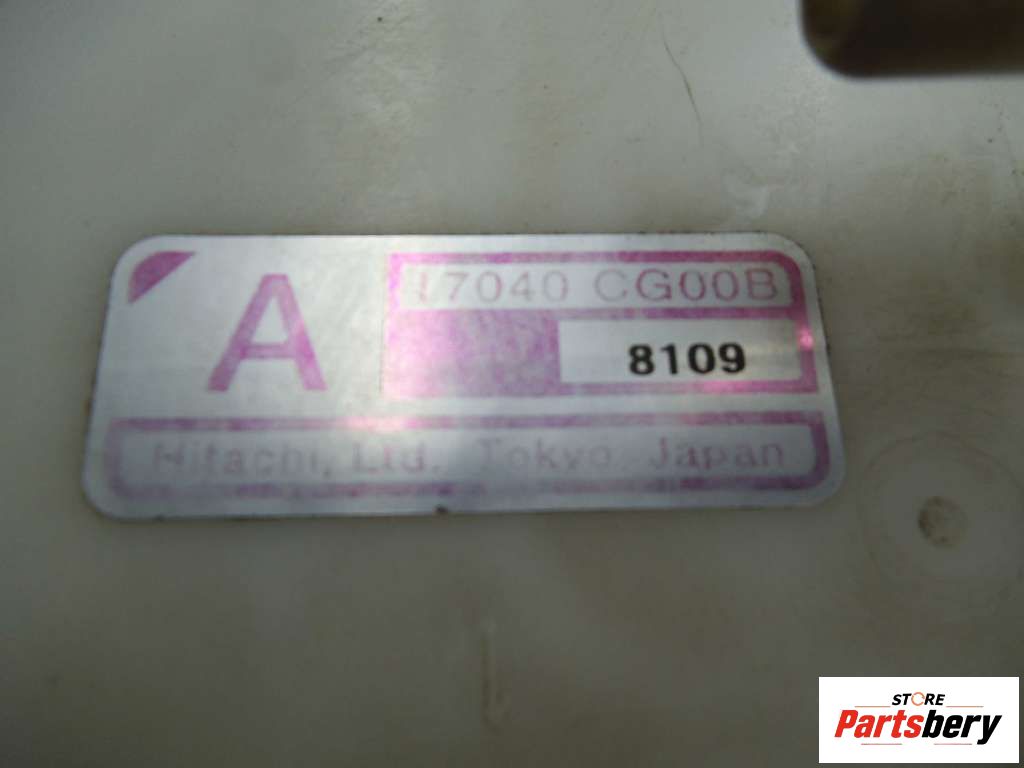 A
17040 CG00B
8109
Hitachi, Ltd. Tokyo Japan
STORE
Partsbery